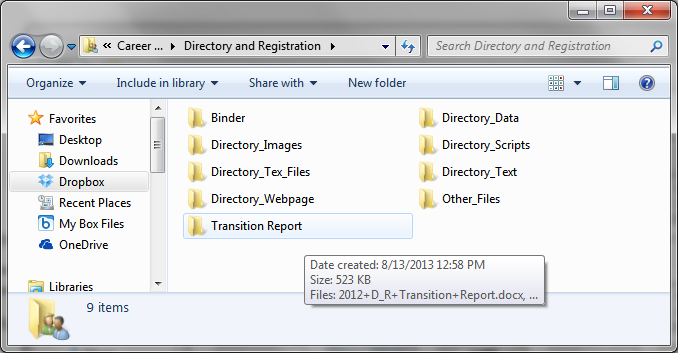 « Career ... ▸ Directory and Registration ▸
Search Directory and Registration
Organize ▾ Include in library ▾ Share with ▾ New folder
Favorites
Desktop
Downloads
Dropbox
Recent Places
My Box Files
OneDrive
Libraries
Binder
Directory_Images
Directory_Tex_Files
Directory_Webpage
Transition Report
Directory_Data
Directory_Scripts
Directory_Text
Other_Files
Date created: 8/13/2013 12:58 PM
Size: 523 KB
Files: 2012+D_R+Transition+Report.docx, ...
9 items